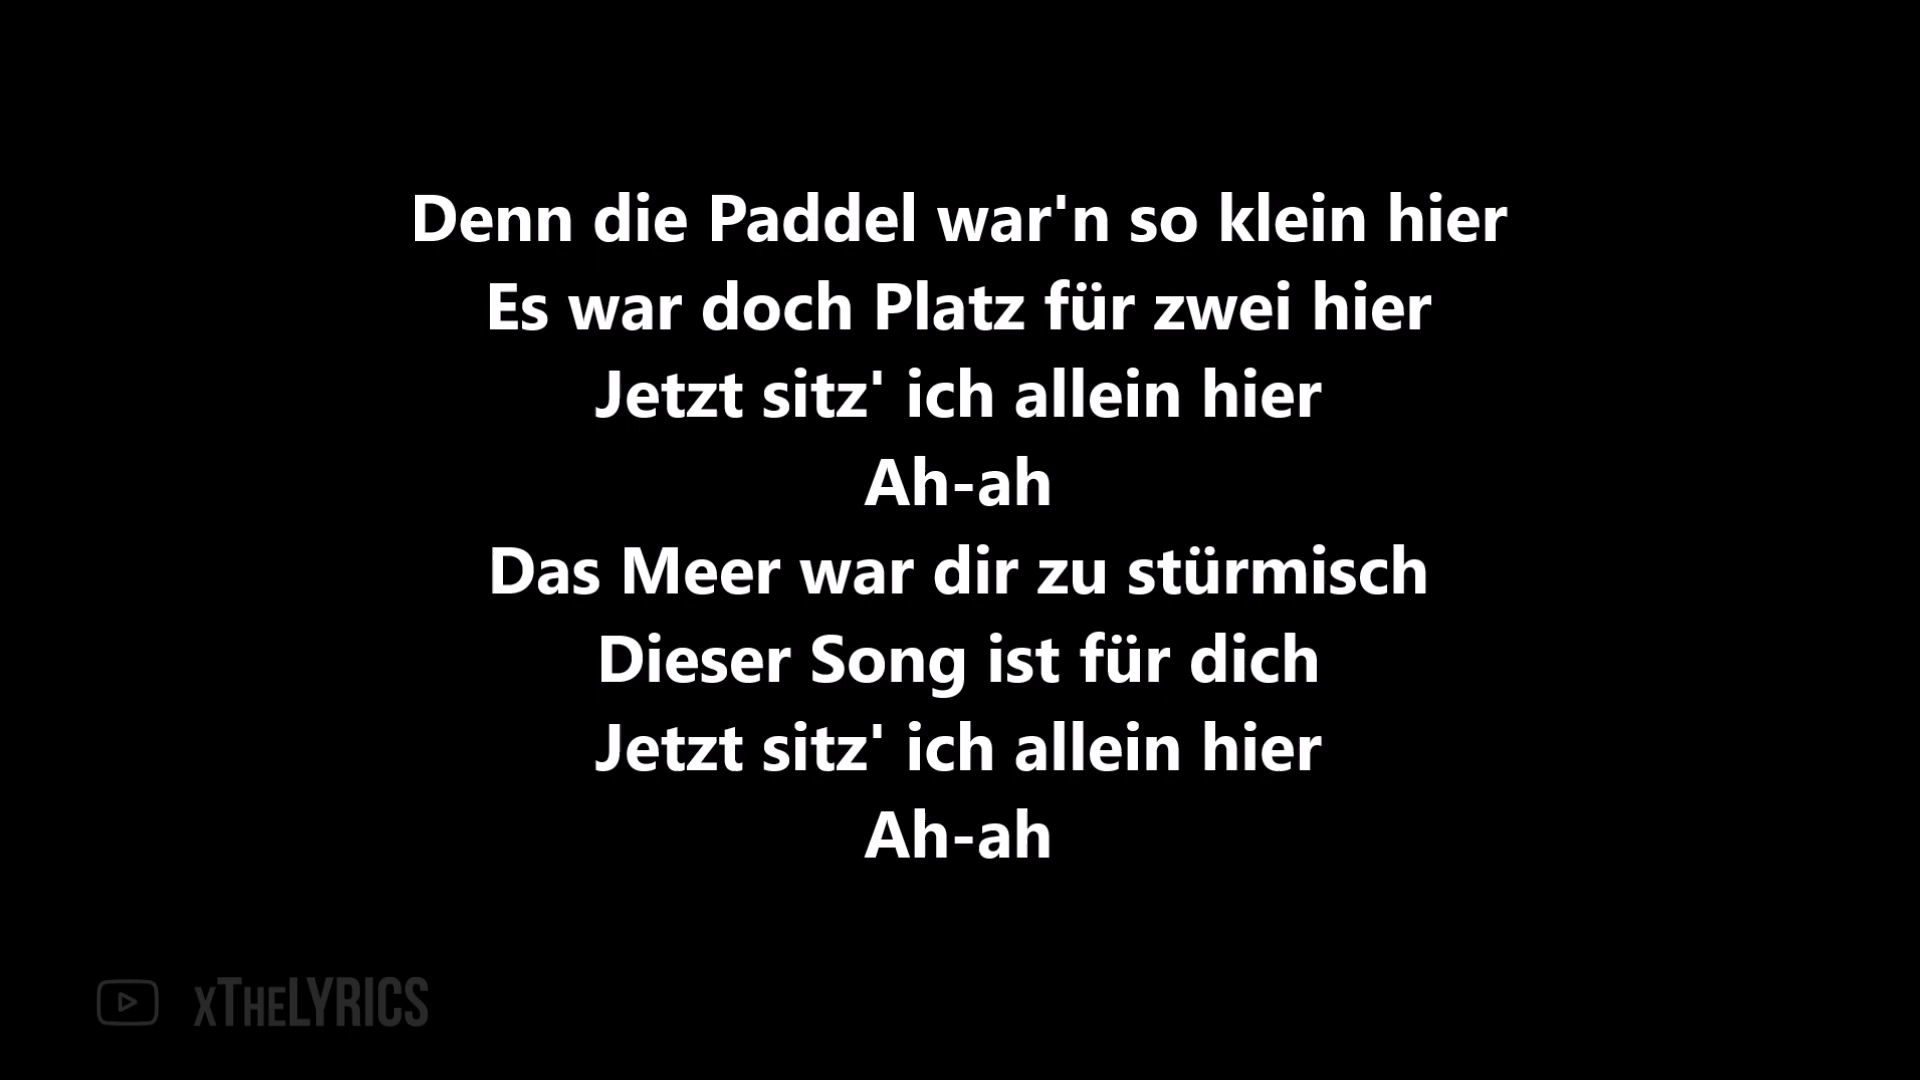 Denn die Paddel war'n so klein hier
Es war doch Platz für zwei hier
Jetzt sitz' ich allein hier
Ah-ah
Das Meer war dir zu stürmisch
Dieser Song ist für dich
Jetzt sitz' ich allein hier
Ah-ah
xTheLYRICS